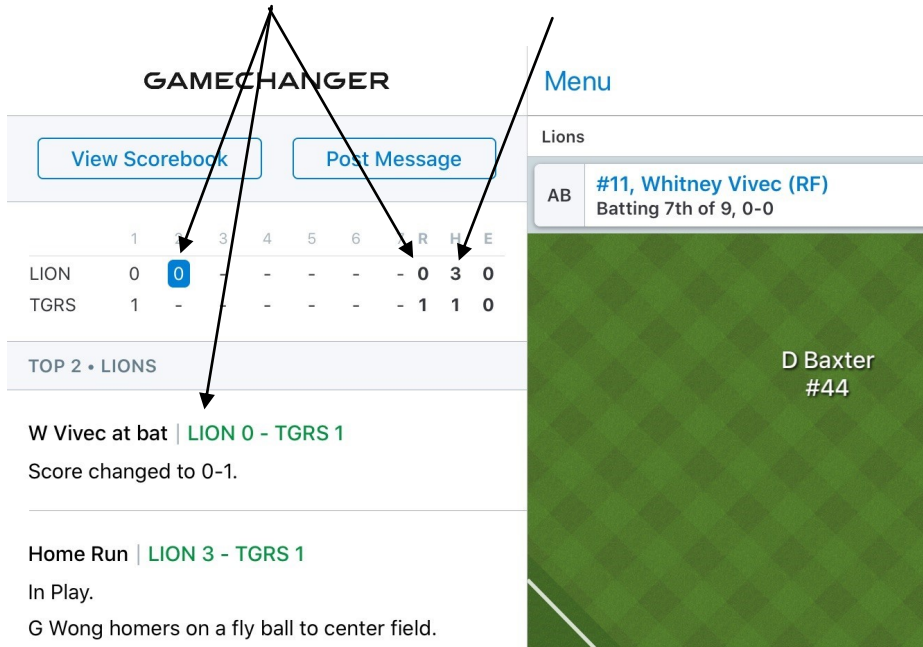 GAMECHANGER
View Scorebook
Post Message
1 2 3 4 5 6 7 R H E
LION 0 0 - - - - - 0 3 0
TGRS 1 - - - - - - 1 1 0
TOP 2 • LIONS
W Vivec at bat | LION 0 - TGRS 1
Score changed to 0-1.
Home Run | LION 3 - TGRS 1
In Play.
G Wong homers on a fly ball to center field.
Menu
Lions
AB
#11, Whitney Vivec (RF)
Batting 7th of 9, 0-0
D Baxter
#44